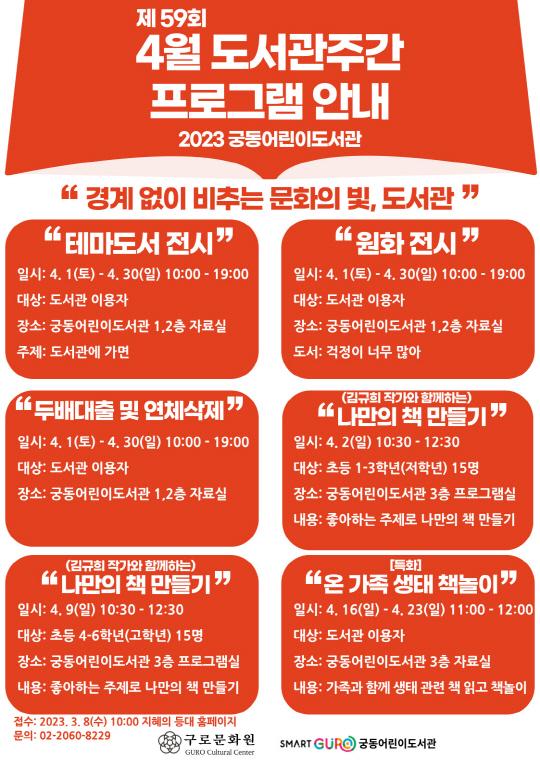 제 59회
4월 도서관주간
프로그램 안내
2023 궁동어린이도서관
“ 경계 없이 비추는 문화의 빛, 도서관 ”
“테마도서 전시”
일시: 4. 1(토) - 4. 30(일) 10:00 - 19:00
대상: 도서관 이용자
장소: 궁동어린이도서관 1,2층 자료실
주제: 도서관에 가면
“원화 전시”
일시: 4. 1(토) - 4. 30(일) 10:00 - 19:00
대상: 도서관 이용자
장소: 궁동어린이도서관 1,2층 자료실
도서: 걱정이 너무 많아
“두배대출 및 연체삭제”
일시: 4. 1(토) - 4. 30(일) 10:00 - 19:00
대상: 도서관 이용자
장소: 궁동어린이도서관 1,2층 자료실
(김규희 작가와 함께하는)
“나만의 책 만들기”
일시: 4. 2(일) 10:30 - 12:30
대상: 초등 1-3학년(저학년) 15명
장소: 궁동어린이도서관 3층 프로그램실
내용: 좋아하는 주제로 나만의 책 만들기
(김규희 작가와 함께하는)
“나만의 책 만들기”
일시: 4. 9(일) 10:30 - 12:30
대상: 초등 4-6학년(고학년) 15명
장소: 궁동어린이도서관 3층 프로그램실
내용: 좋아하는 주제로 나만의 책 만들기
[특화]
“온 가족 생태 책놀이”
일시: 4. 16(일) - 4. 23(일) 11:00 - 12:00
대상: 도서관 이용자
장소: 궁동어린이도서관 3층 자료실
내용: 가족과 함께 생태 관련 책 읽고 책놀이
접수: 2023. 3. 8(수) 10:00 지혜의 등대 홈페이지
문의: 02-2060-8229
구로문화원
GURO Cultural Center
SMART GURO 궁동어린이도서관